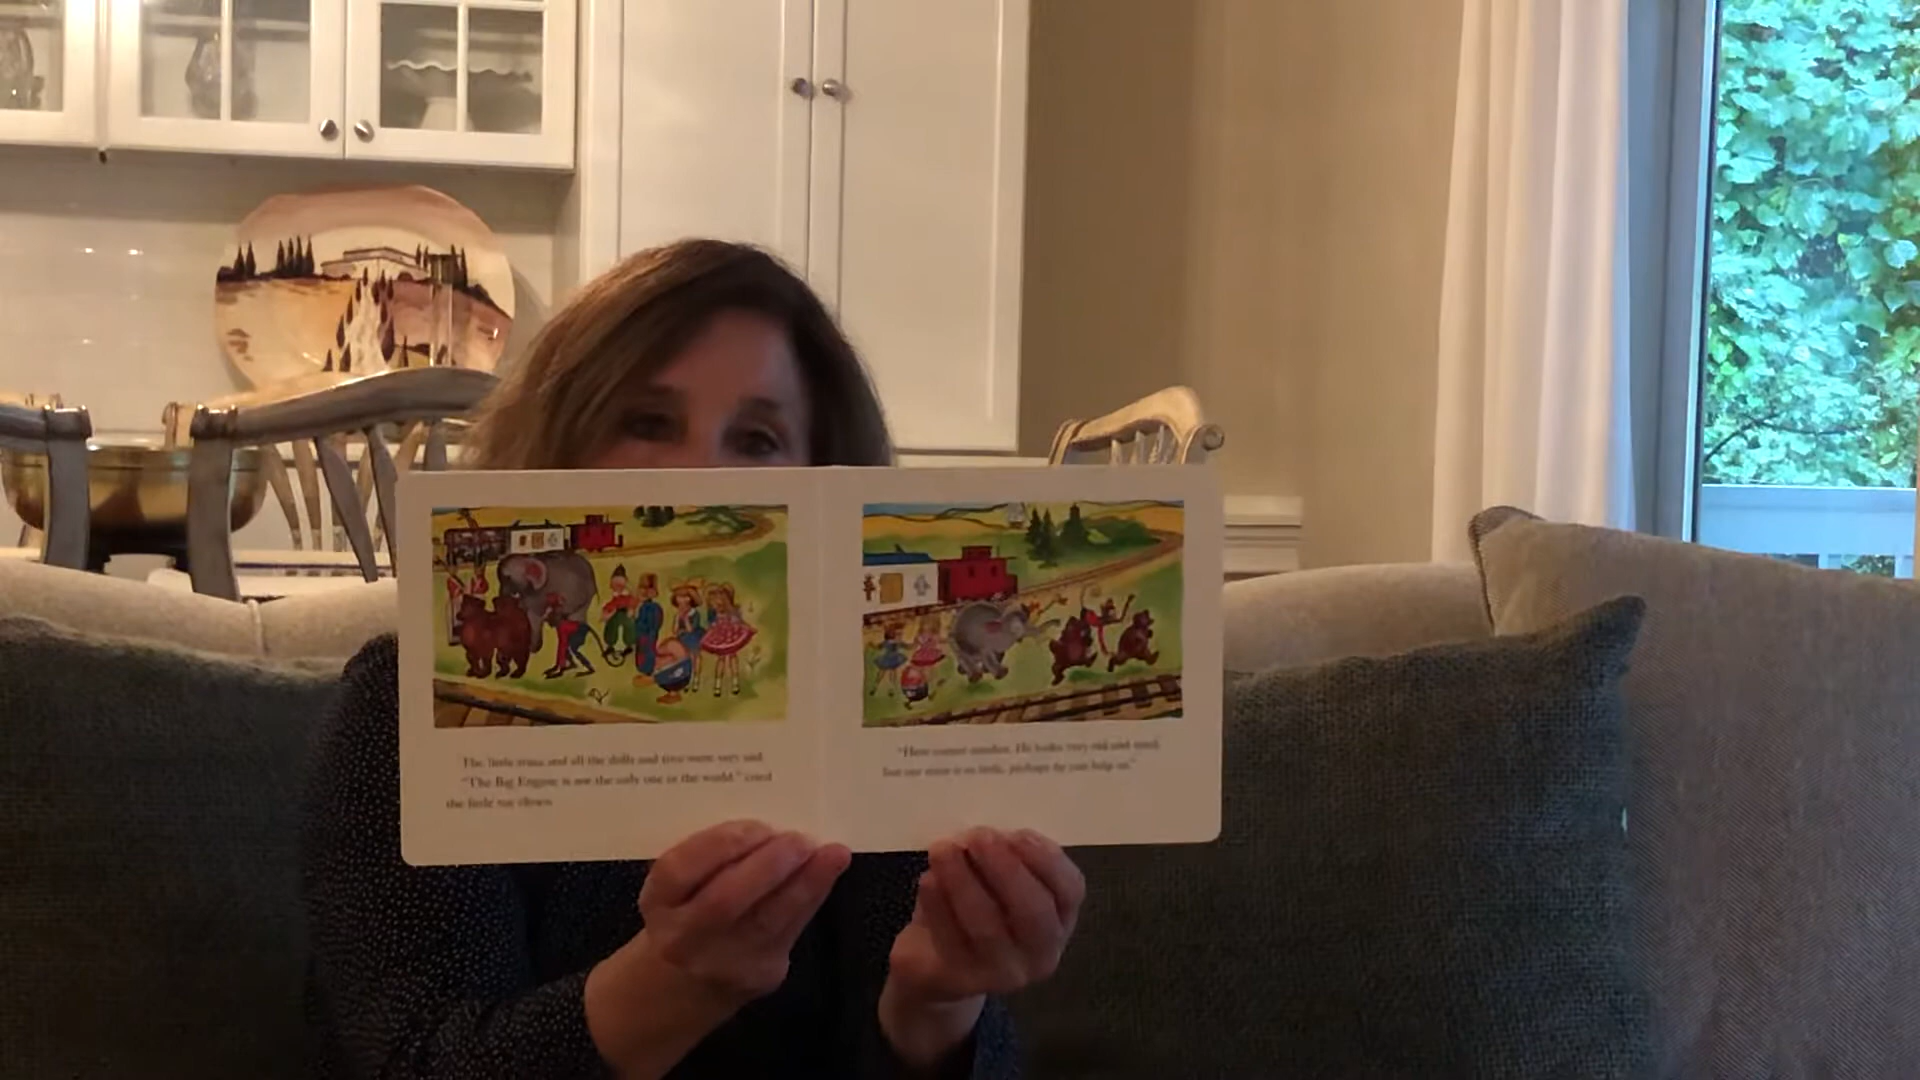 The little train and all the dolls and toys were very sad.
"The Big Engine is not the only one in the world," cried
the little toy clown.
"Here comes another. He looks very old and tired,
but our train is so little, perhaps he can help us."